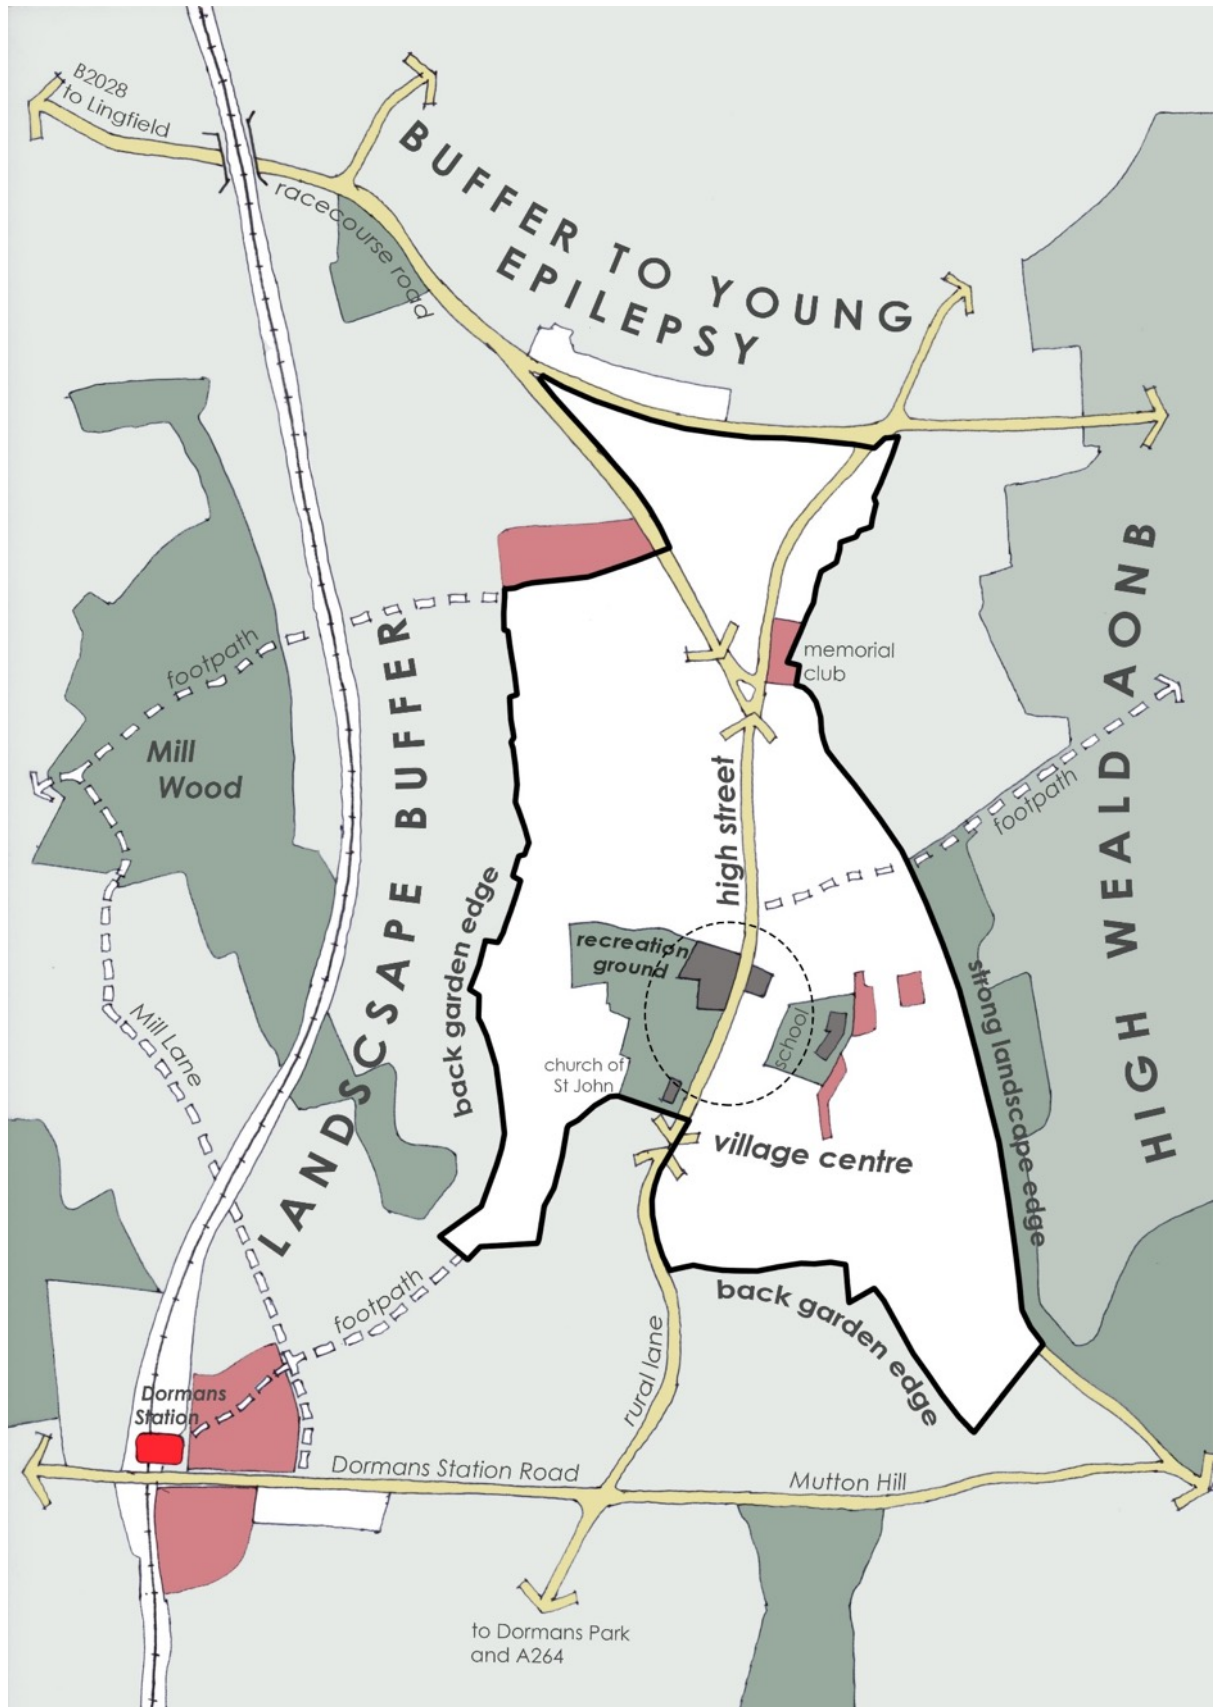 B2028
to Lingfield
racecourse road
BUFFER TO YOUNG
EPILEPSY
memorial
club
footpath
LANDSCSAPE BUFFER
HIGH WEALD AONB
Mill
Wood
high street
footpath
back garden edge
recreation
ground
strong landscape edge
school
Mill Lane
church of
St John
village centre
footpath
back garden edge
rural lane
Dormans
Station
Dormans Station Road
Mutton Hill
to Dormans Park
and A264